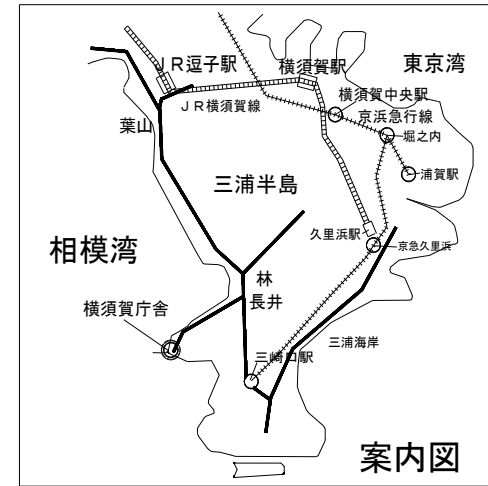 東京湾
JR逗子駅
横須賀駅
横須賀中央駅
JR横須賀線
京浜急行線
堀之内
葉山
浦賀駅
三浦半島
久里浜駅
京急久里浜
相模湾
林
長井
横須賀庁舎
三浦海岸
三崎口駅
案内図